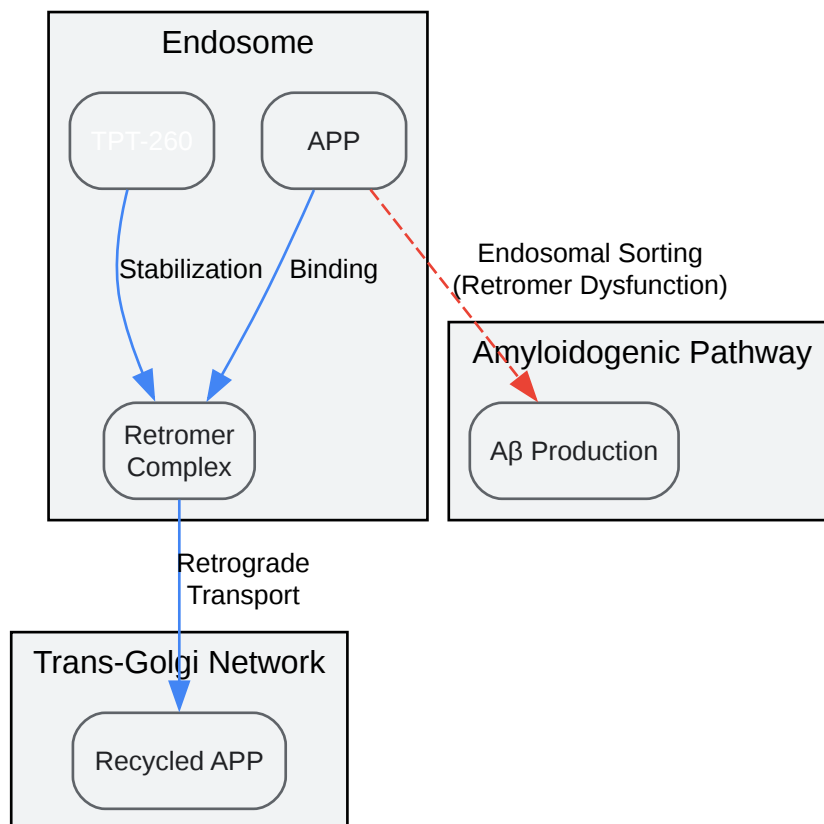 Endosome
TPT-260
APP
Stabilization
Binding
Endosomal Sorting
(Retromer Dysfunction)
Amyloidogenic Pathway
Retromer
Complex
Aβ Production
Retrograde
Transport
Trans-Golgi Network
Recycled APP